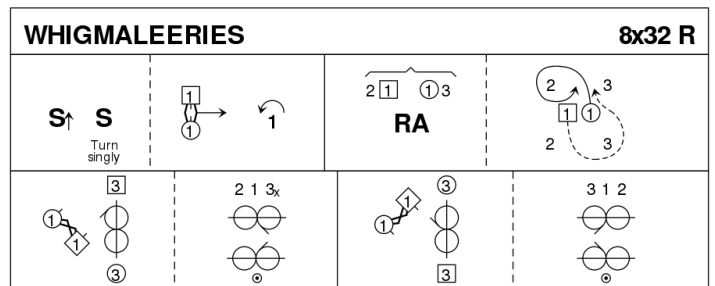 WHIGMALEERIES 8x32 R
S↑ S 1 1 2 1 1 3 2 3
Turn 1 RA 1 1
singly 1 2 3
3 2 1 3x 3 3 1 2
1 1 1 1
3 3